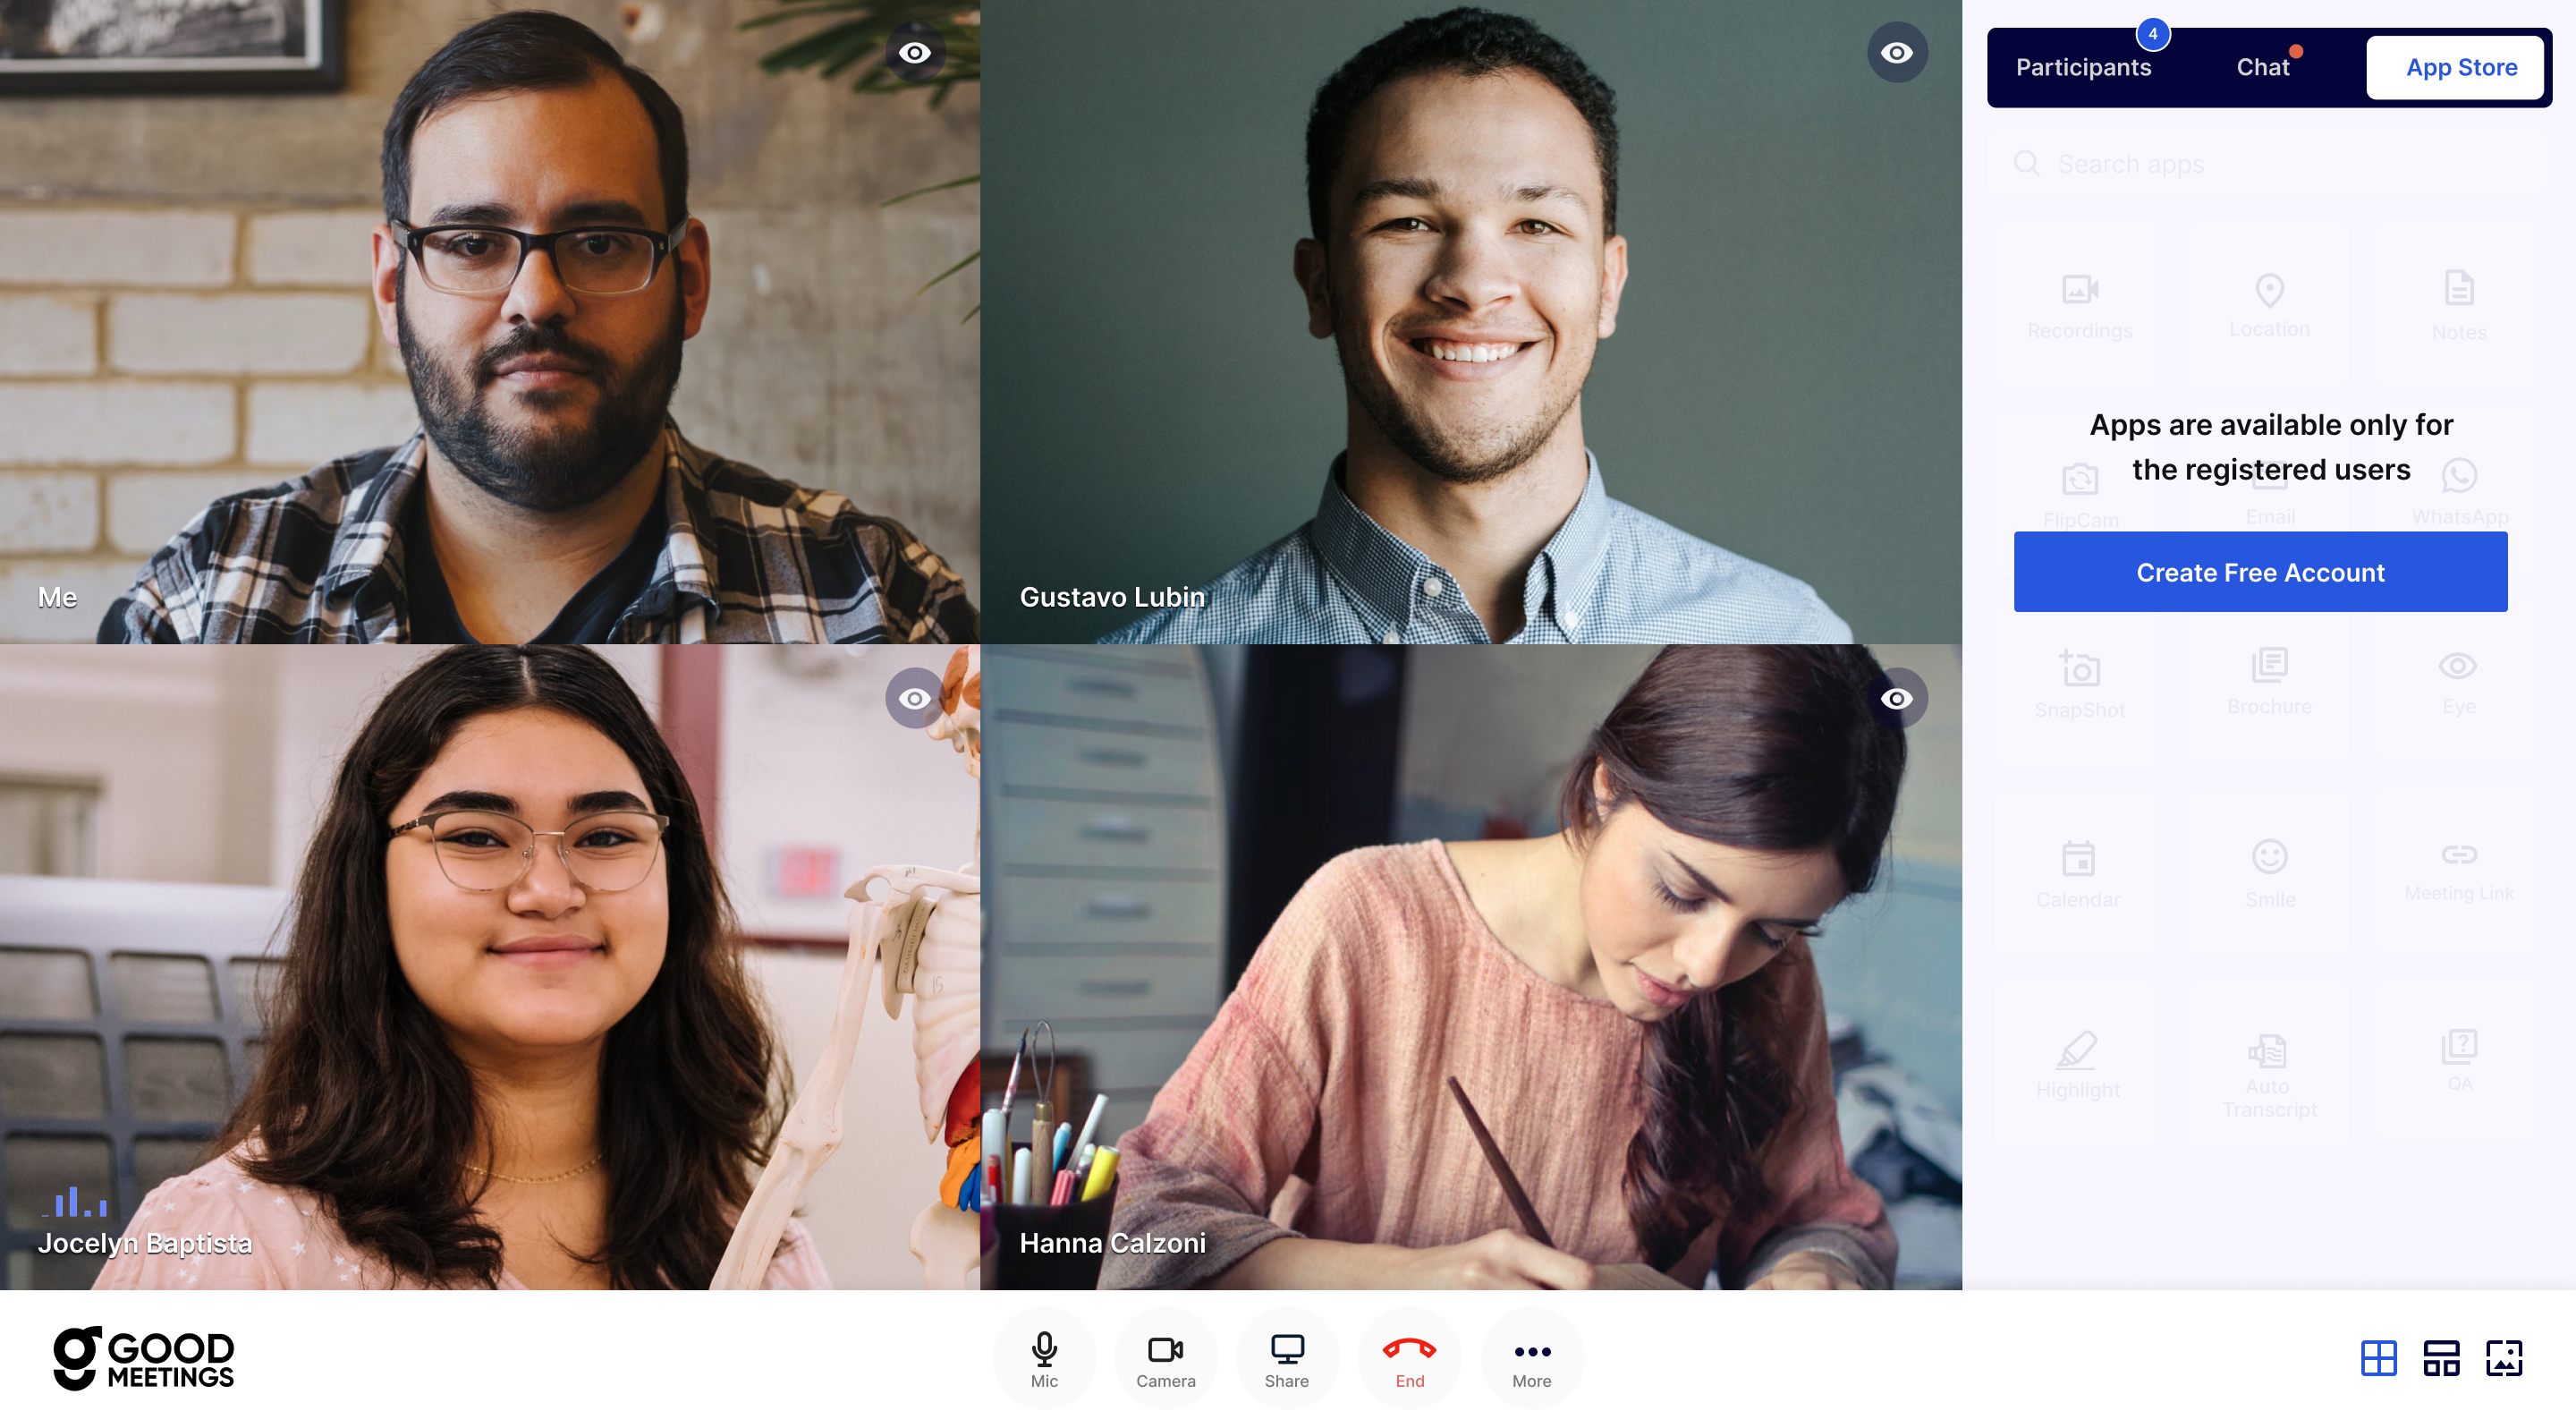 Me
Gustavo Lubin
Jocelyn Baptista
Hanna Calzoni
Participants
4
Chat
App Store
Search apps
Recordings
Location
Notes
Apps are available only for
the registered users
FlipCam
Email
WhatsApp
Create Free Account
SnapShot
Brochure
Eye
Calendar
Smile
Meeting Link
Highlight
Auto
Transcript
QA
15
GOOD
MEETINGS
Mic
Camera
Share
End
More